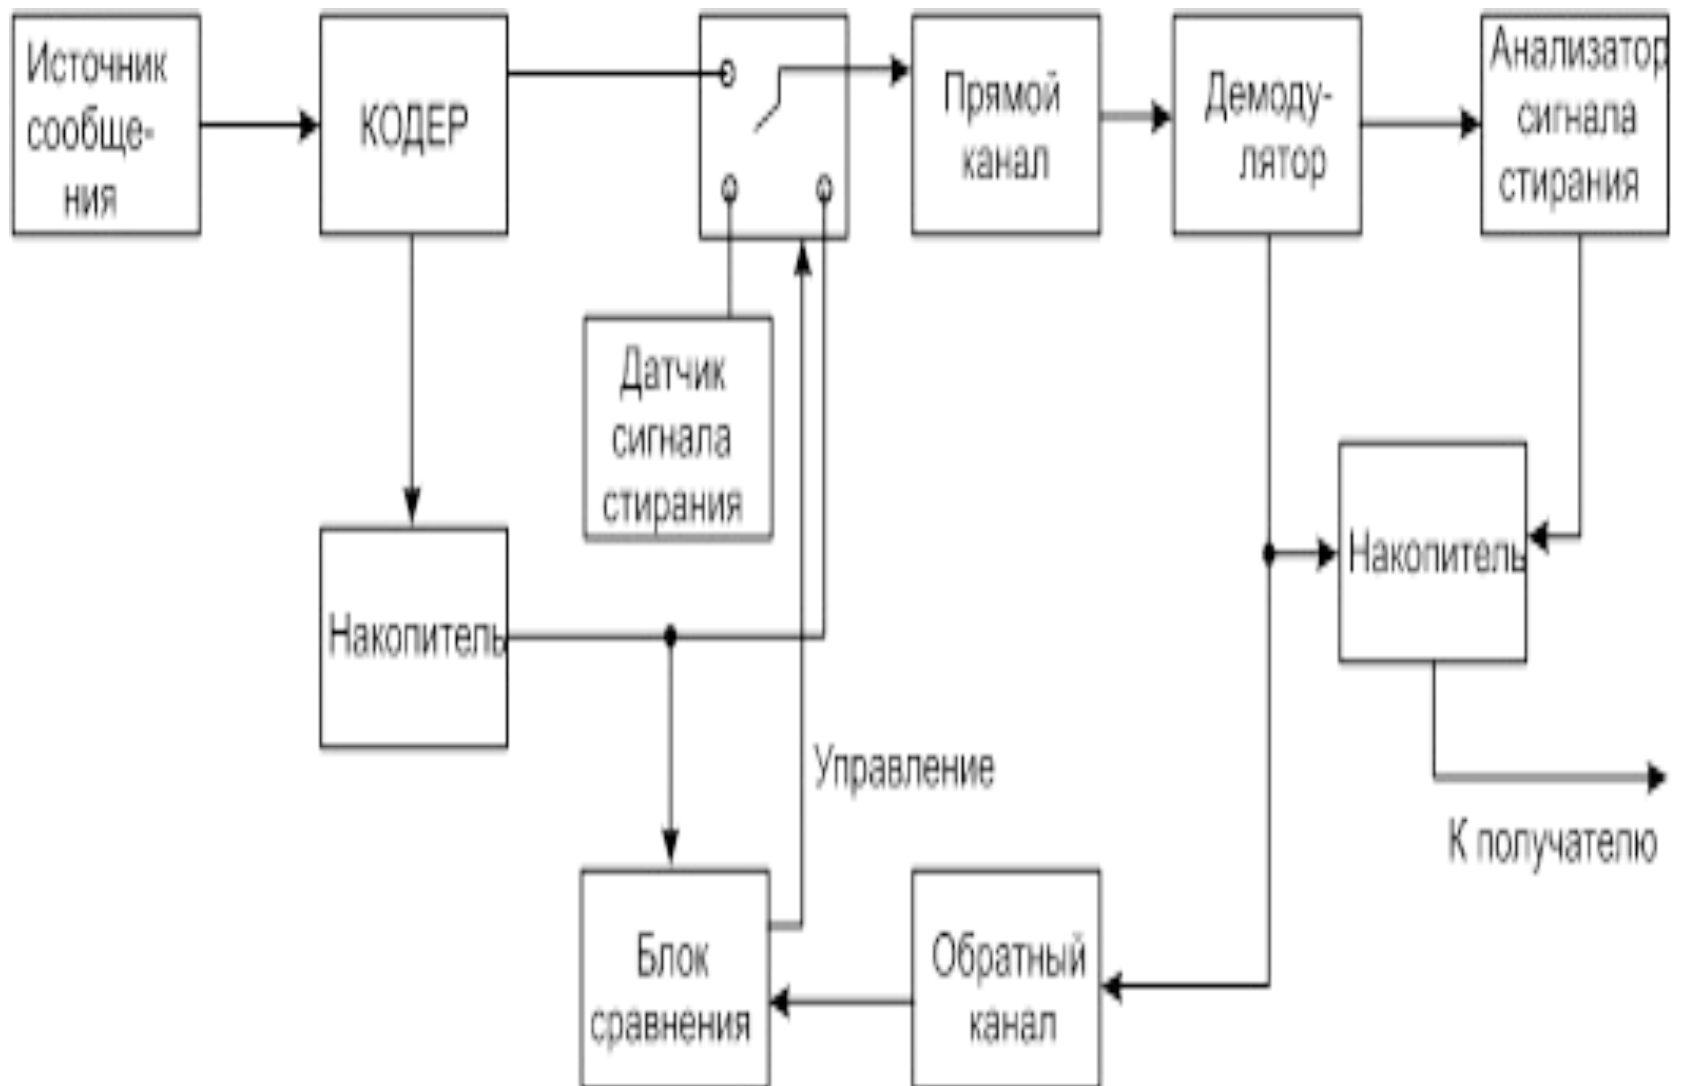 Источник
сообще-
ния
КОДЕР
Прямой
канал
Демоду-
лятор
Анализатор
сигнала
стирания
Датчик
сигнала
стирания
Накопитель
Накопитель
Управление
К получателю
Блок
сравнения
Обратный
канал